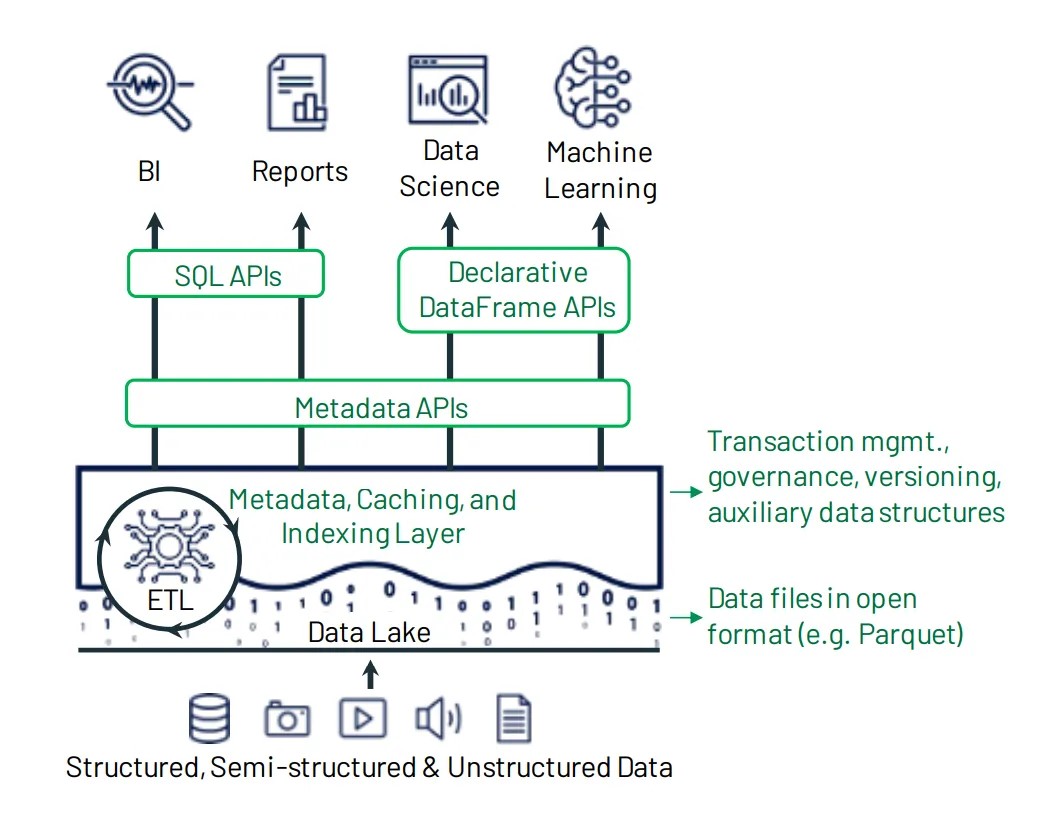 BI
Reports
Data
Science
Machine
Learning
SQL APIs
Declarative
DataFrame APIs
Metadata APIs
Metadata, Caching, and
Indexing Layer
Transaction mgmt.,
governance, versioning,
auxiliary data structures
ETL
Data Lake
Data files in open
format (e.g. Parquet)
Structured, Semi-structured & Unstructured Data